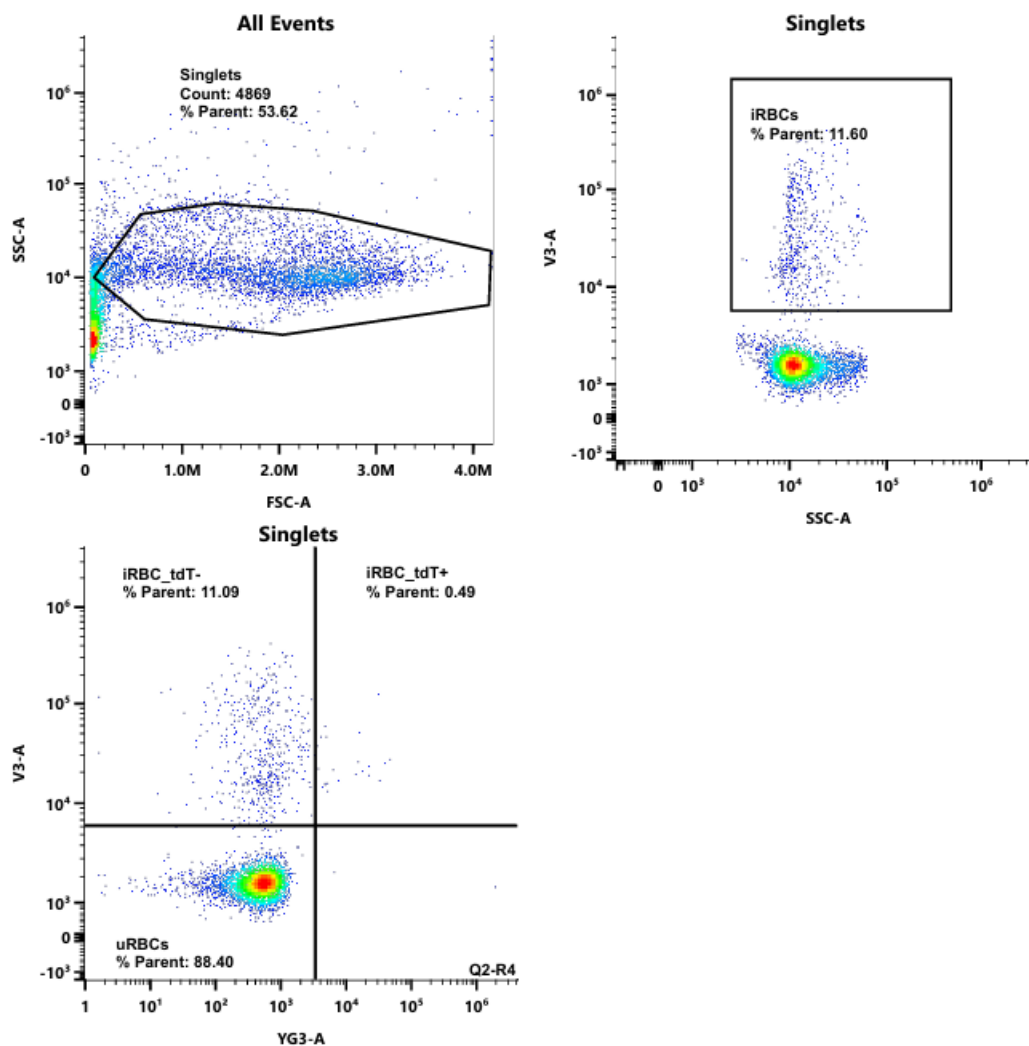 All Events
Singlets
Count: 4869
% Parent: 53.62
10⁶
10⁵
10⁴
10³
0
-10³
SSC-A
0
1.0M
2.0M
3.0M
4.0M
FSC-A
Singlets
iRBCs
% Parent: 11.60
10⁶
10⁵
10⁴
10³
0
-10³
V3-A
0
10³
10⁴
10⁵
10⁶
SSC-A
Singlets
iRBC_tdT-
% Parent: 11.09
iRBC_tdT+
% Parent: 0.49
10⁶
10⁵
10⁴
10³
0
-10³
V3-A
uRBCs
% Parent: 88.40
Q2-R4
1
10¹
10²
10³
10⁴
10⁵
10⁶
YG3-A